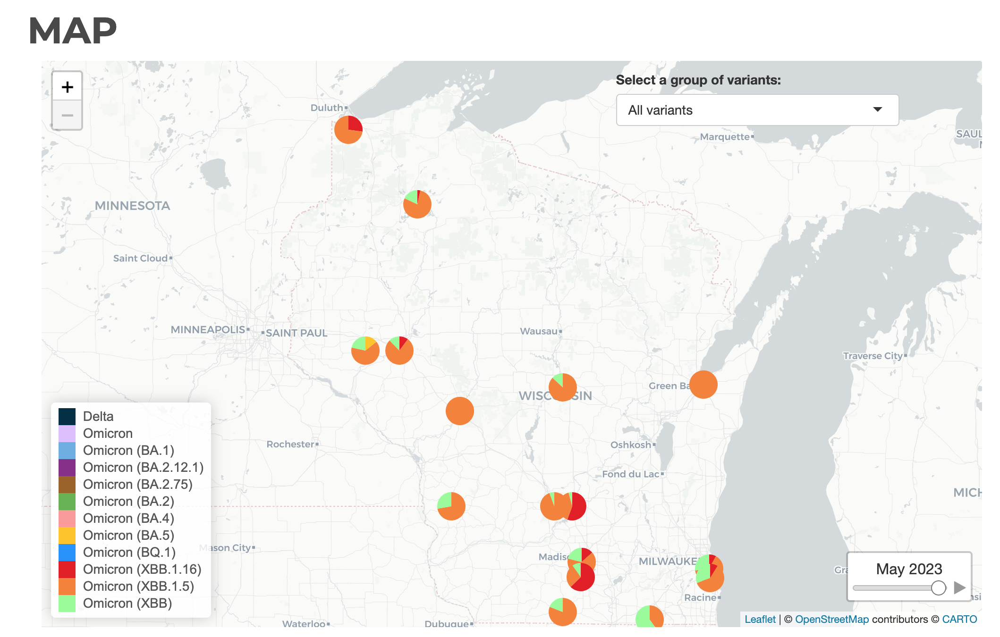 MAP
+
−
Select a group of variants:
All variants
Duluth
Marquette
SAUL
MINNESOTA
Saint Cloud
MINNEAPOLIS
SAINT PAUL
Wausau
Traverse City
Green Ba
WISC SIN
Rochester
Oshkosh
Fond du Lac
MICH
Mason City
Madis
MILWAUKE
Gra
Racine
nsi
Waterloo
Dubuque
Delta
Omicron
Omicron (BA.1)
Omicron (BA.2.12.1)
Omicron (BA.2.75)
Omicron (BA.2)
Omicron (BA.4)
Omicron (BA.5)
Omicron (BQ.1)
Omicron (XBB.1.16)
Omicron (XBB.1.5)
Omicron (XBB)
May 2023
Leaflet | © OpenStreetMap contributors © CARTO